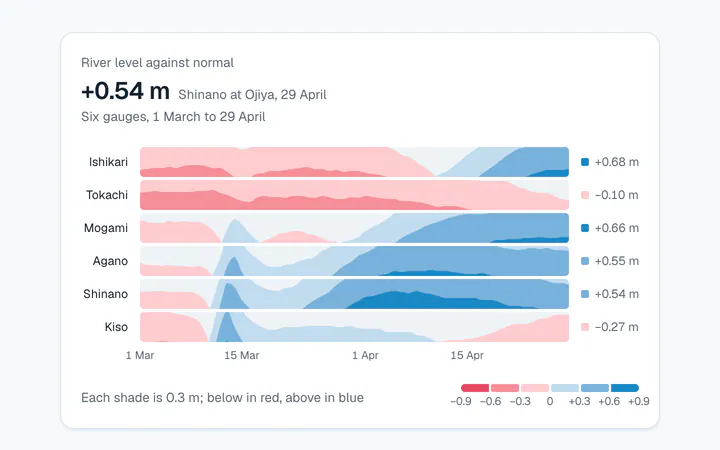 River level against normal
+0.54 m Shinano at Ojiya, 29 April
Six gauges, 1 March to 29 April
Ishikari +0.68 m
Tokachi −0.10 m
Mogami +0.66 m
Agano +0.55 m
Shinano +0.54 m
Kiso −0.27 m
1 Mar 15 Mar 1 Apr 15 Apr
Each shade is 0.3 m; below in red, above in blue
−0.9 −0.6 −0.3 0 +0.3 +0.6 +0.9